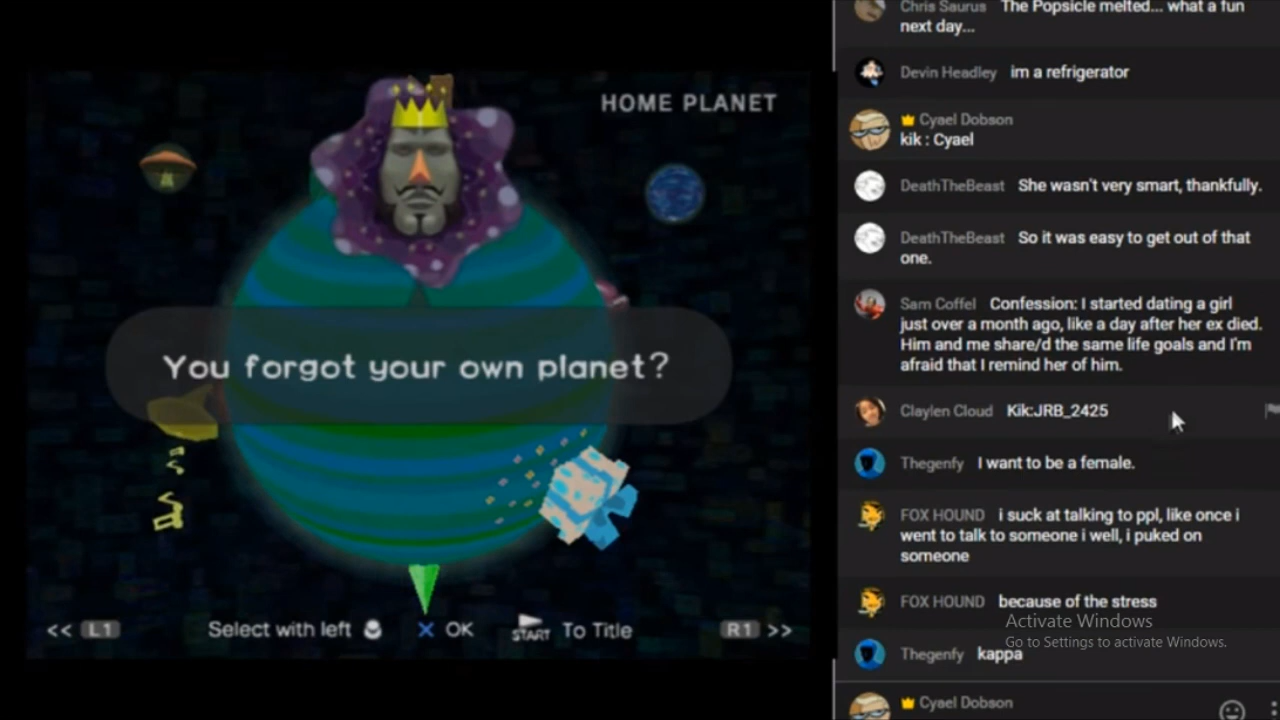 HOME PLANET
You forgot your own planet?
<< L1
Select with left
X OK
START To Title
R1 >>
Chris Saurus The Popsicle melted... what a fun
next day...
Devin Headley im a refrigerator
Cyael Dobson
kik : Cyael
DeathTheBeast She wasn't very smart, thankfully.
DeathTheBeast So it was easy to get out of that
one.
Sam Coffel Confession: I started dating a girl
just over a month ago, like a day after her ex died.
Him and me share/d the same life goals and I'm
afraid that I remind her of him.
Claylen Cloud Kik:JRB_2425
Thegenfy I want to be a female.
FOX HOUND i suck at talking to ppl, like once i
went to talk to someone i well, i puked on
someone
FOX HOUND because of the stress
Activate Windows
Go to Settings to activate Windows.
Thegenfy kappa
Cyael Dobson